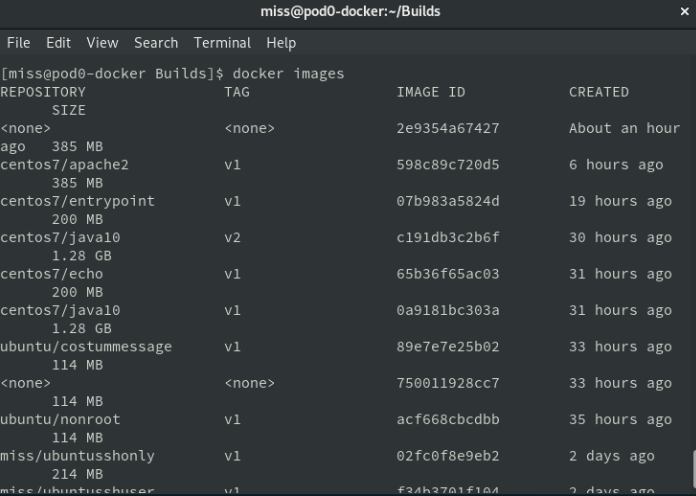 miss@pod0-docker:~/Builds ×
File Edit View Search Terminal Help
[miss@pod0-docker Builds]$ docker images
REPOSITORY TAG IMAGE ID CREATED
SIZE
<none> <none> 2e9354a67427 About an hour
ago 385 MB
centos7/apache2 v1 598c89c720d5 6 hours ago
385 MB
centos7/entrypoint v1 07b983a5824d 19 hours ago
200 MB
centos7/java10 v2 c191db3c2b6f 30 hours ago
1.28 GB
centos7/echo v1 65b36f65ac03 31 hours ago
200 MB
centos7/java10 v1 0a9181bc303a 31 hours ago
1.28 GB
ubuntu/costummessage v1 89e7e7e25b02 33 hours ago
114 MB
<none> <none> 750011928cc7 33 hours ago
114 MB
ubuntu/nonroot v1 acf668cbcdbb 35 hours ago
114 MB
miss/ubuntusshonly v1 02fc0f8e9eb2 2 days ago
214 MB
miss/ubuntusshuser v1 f34b3701f104 2 days ago